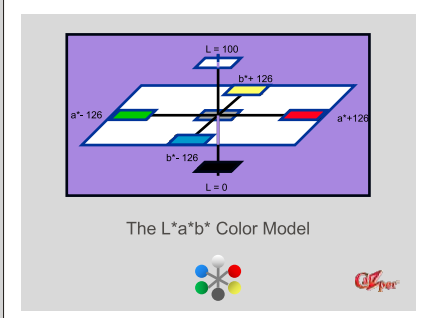 L = 100
b*+ 126
a*- 126
a*+126
b*- 126
L = 0
The L*a*b* Color Model